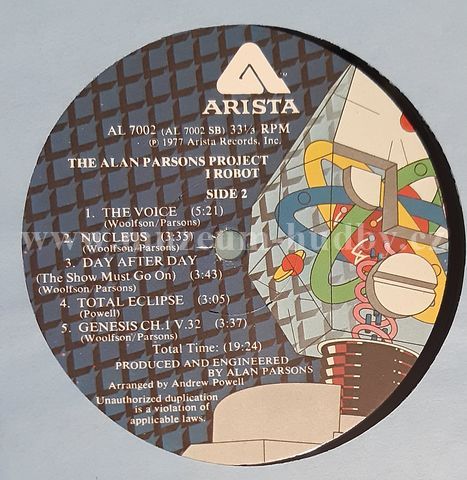 ARISTA
AL 7002 (AL 7002 SB) 33⅓ RPM
℗ 1977 Arista Records, Inc.
THE ALAN PARSONS PROJECT
I ROBOT
SIDE 2
1. THE VOICE (5:21)
(Woolfson/Parsons)
2. NUCLEUS (3:35)
(Woolfson/Parsons)
3. DAY AFTER DAY
(The Show Must Go On) (3:43)
(Woolfson/Parsons)
4. TOTAL ECLIPSE (3:05)
(Powell)
5. GENESIS CH.1 V.32 (3:37)
(Woolfson/Parsons)
Total Time: (19:24)
PRODUCED AND ENGINEERED
BY ALAN PARSONS
Arranged by Andrew Powell
Unauthorized duplication
is a violation of
applicable laws.